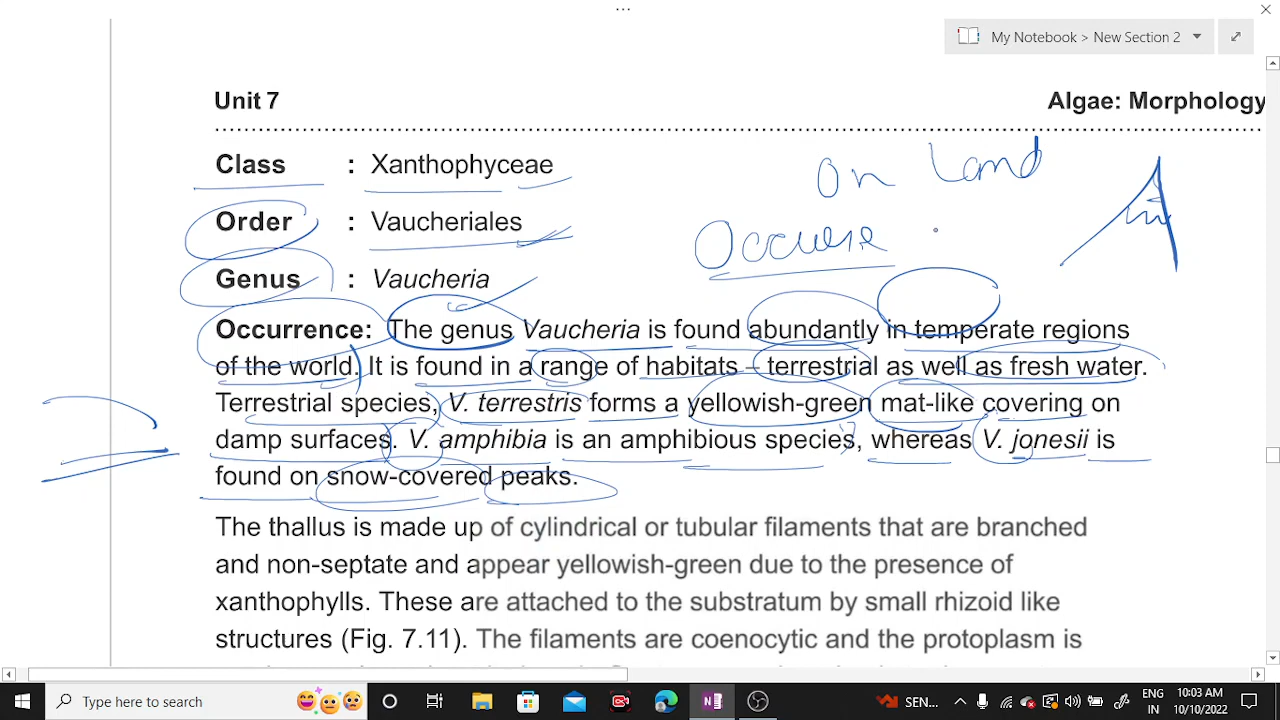 ...
My Notebook > New Section 2
Unit 7 Algae: Morphology
Class : Xanthophyceae
On Land
Order : Vaucheriales
Occurse
Genus : Vaucheria
Occurrence: The genus Vaucheria is found abundantly in temperate regions
of the world. It is found in a range of habitats – terrestrial as well as fresh water.
Terrestrial species, V. terrestris forms a yellowish-green mat-like covering on
damp surfaces. V. amphibia is an amphibious species, whereas V. jonesii is
found on snow-covered peaks.
The thallus is made up of cylindrical or tubular filaments that are branched
and non-septate and appear yellowish-green due to the presence of
xanthophylls. These are attached to the substratum by small rhizoid like
structures (Fig. 7.11). The filaments are coenocytic and the protoplasm is
Type here to search
SEN...
ENG
IN
10:03 AM
10/10/2022